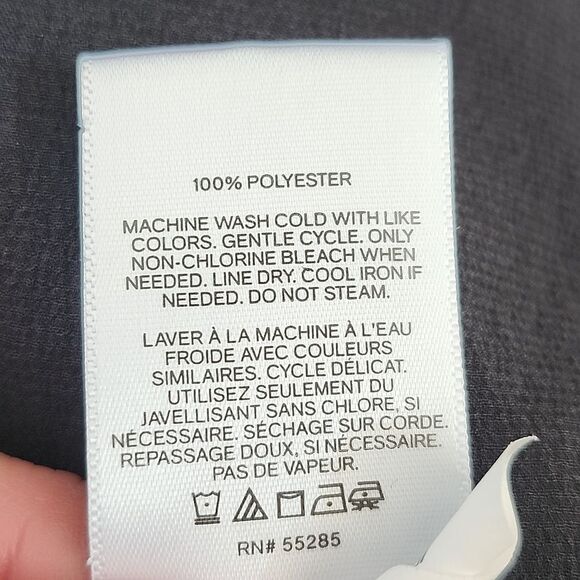 100% POLYESTER
MACHINE WASH COLD WITH LIKE
COLORS. GENTLE CYCLE. ONLY
NON-CHLORINE BLEACH WHEN
NEEDED. LINE DRY. COOL IRON IF
NEEDED. DO NOT STEAM.
LAVER À LA MACHINE À L'EAU
FROIDE AVEC COULEURS
SIMILAIRES. CYCLE DÉLICAT.
UTILISEZ SEULEMENT DU
JAVELLISANT SANS CHLORE, SI
NÉCESSAIRE. SÉCHAGE SUR CORDE.
REPASSAGE DOUX, SI NÉCESSAIRE.
PAS DE VAPEUR.
RN# 55285